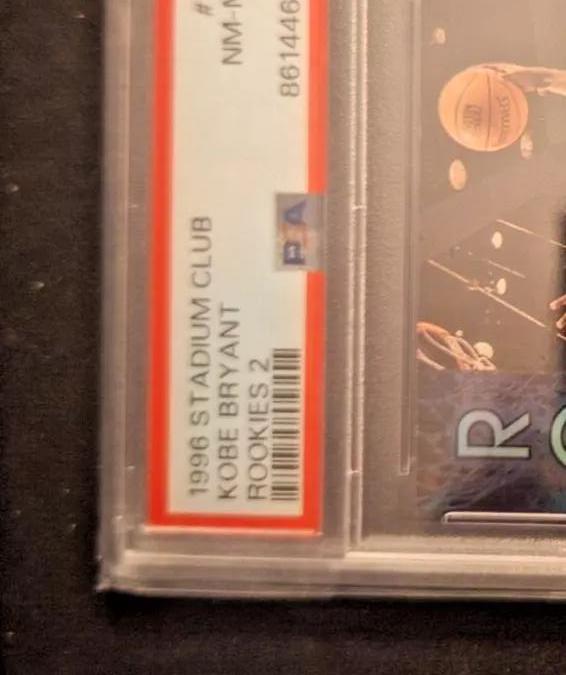 1996 STADIUM CLUB #
KOBE BRYANT NM-M
ROOKIES 2
PSA 861446
R